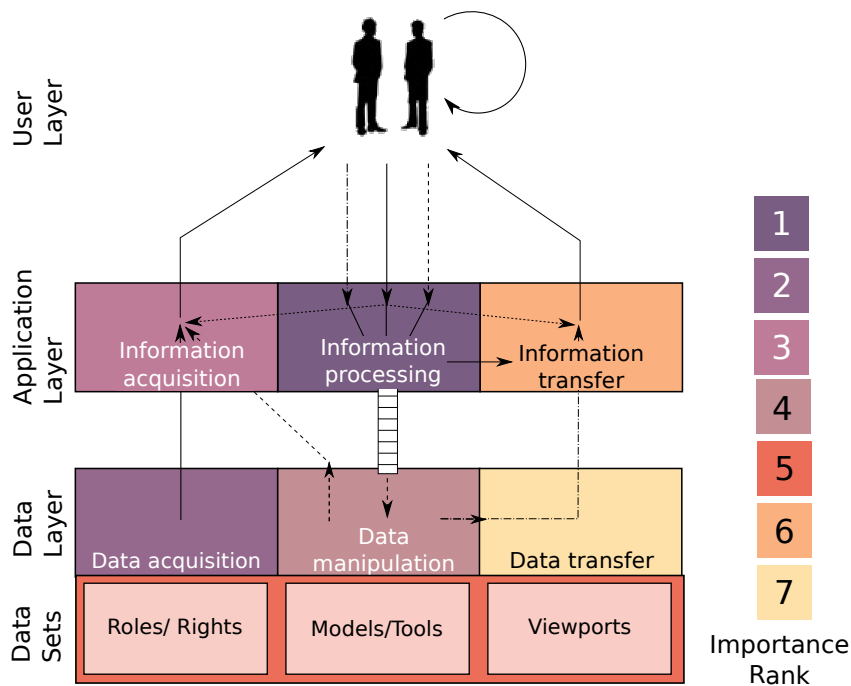 User
Layer
Application
Layer
Information
acquisition
Information
processing
Information
transfer
Data
Layer
Data acquisition
Data
manipulation
Data transfer
Data
Sets
Roles/ Rights
Models/Tools
Viewports
1
2
3
4
5
6
7
Importance
Rank